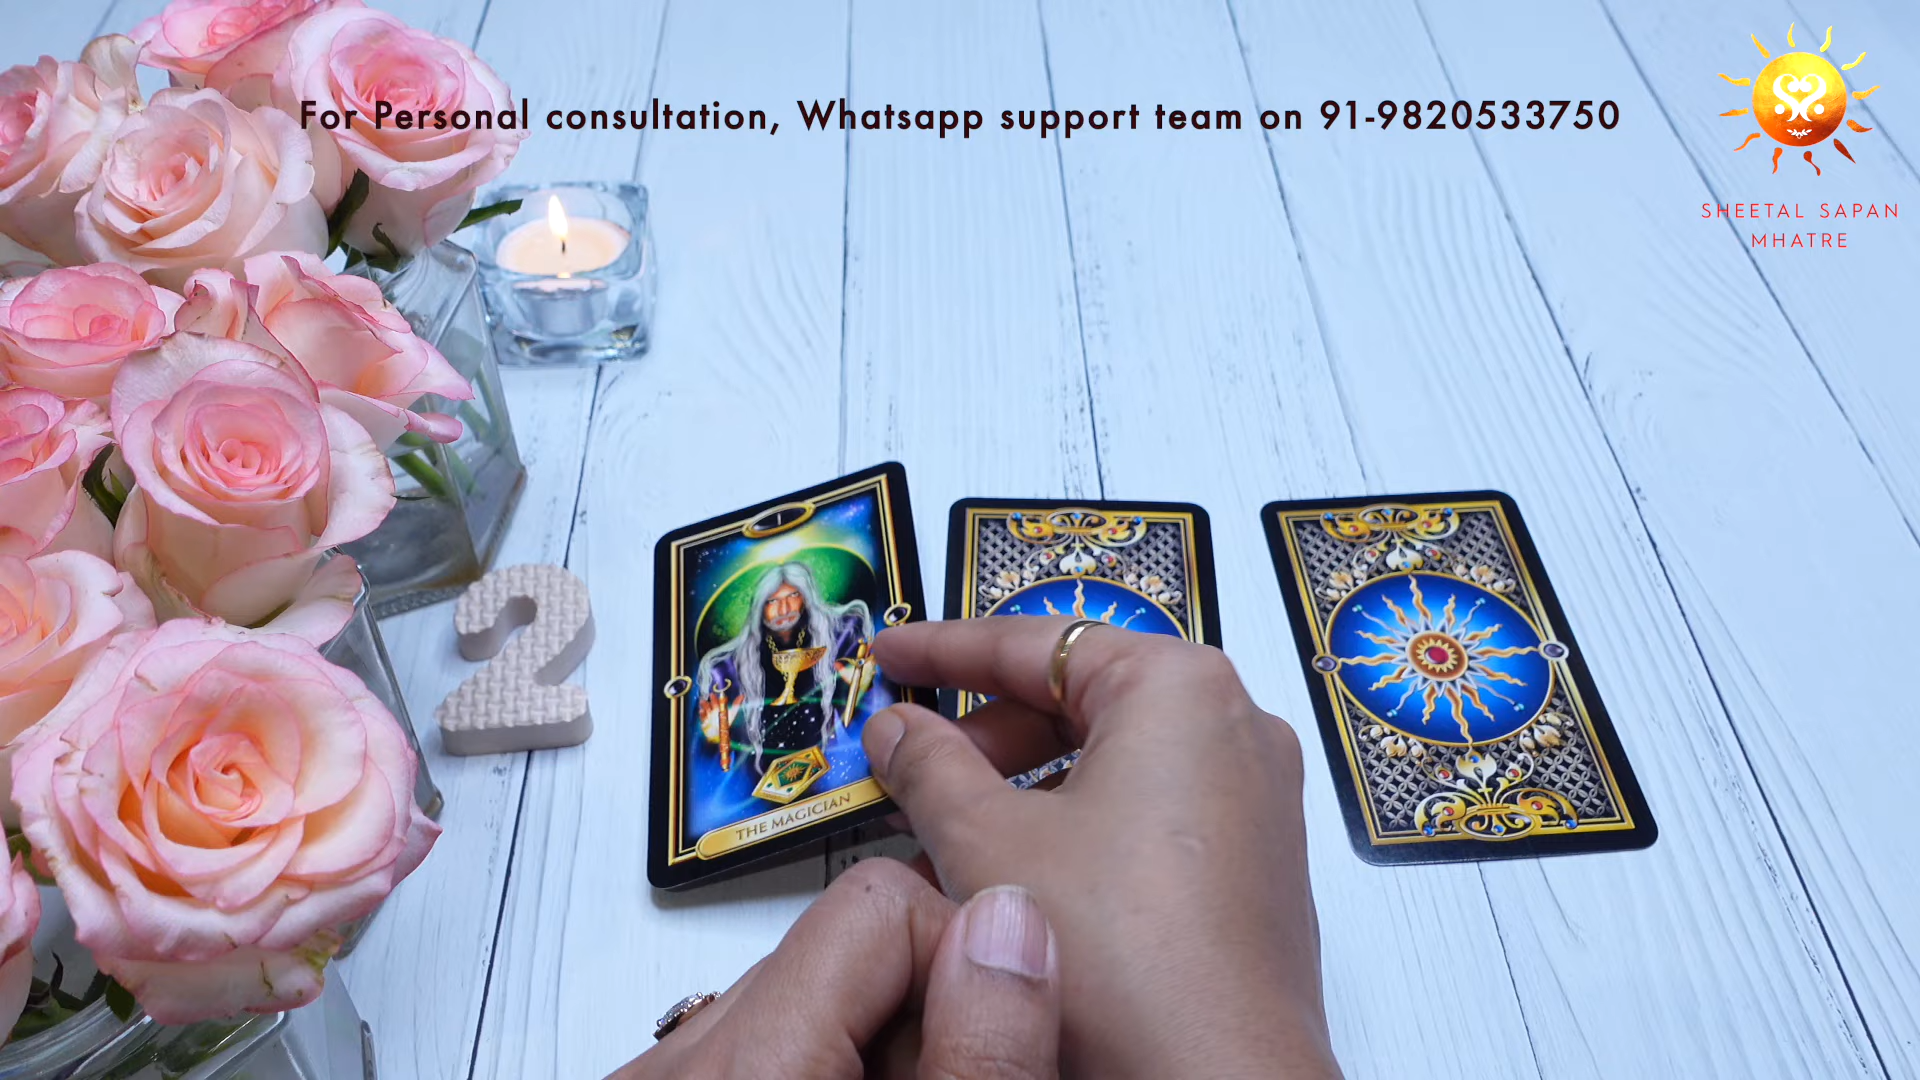 For Personal consultation, Whatsapp support team on 91-9820533750
SHEETAL SAPAN
MHATRE
2
I
THE MAGICIAN